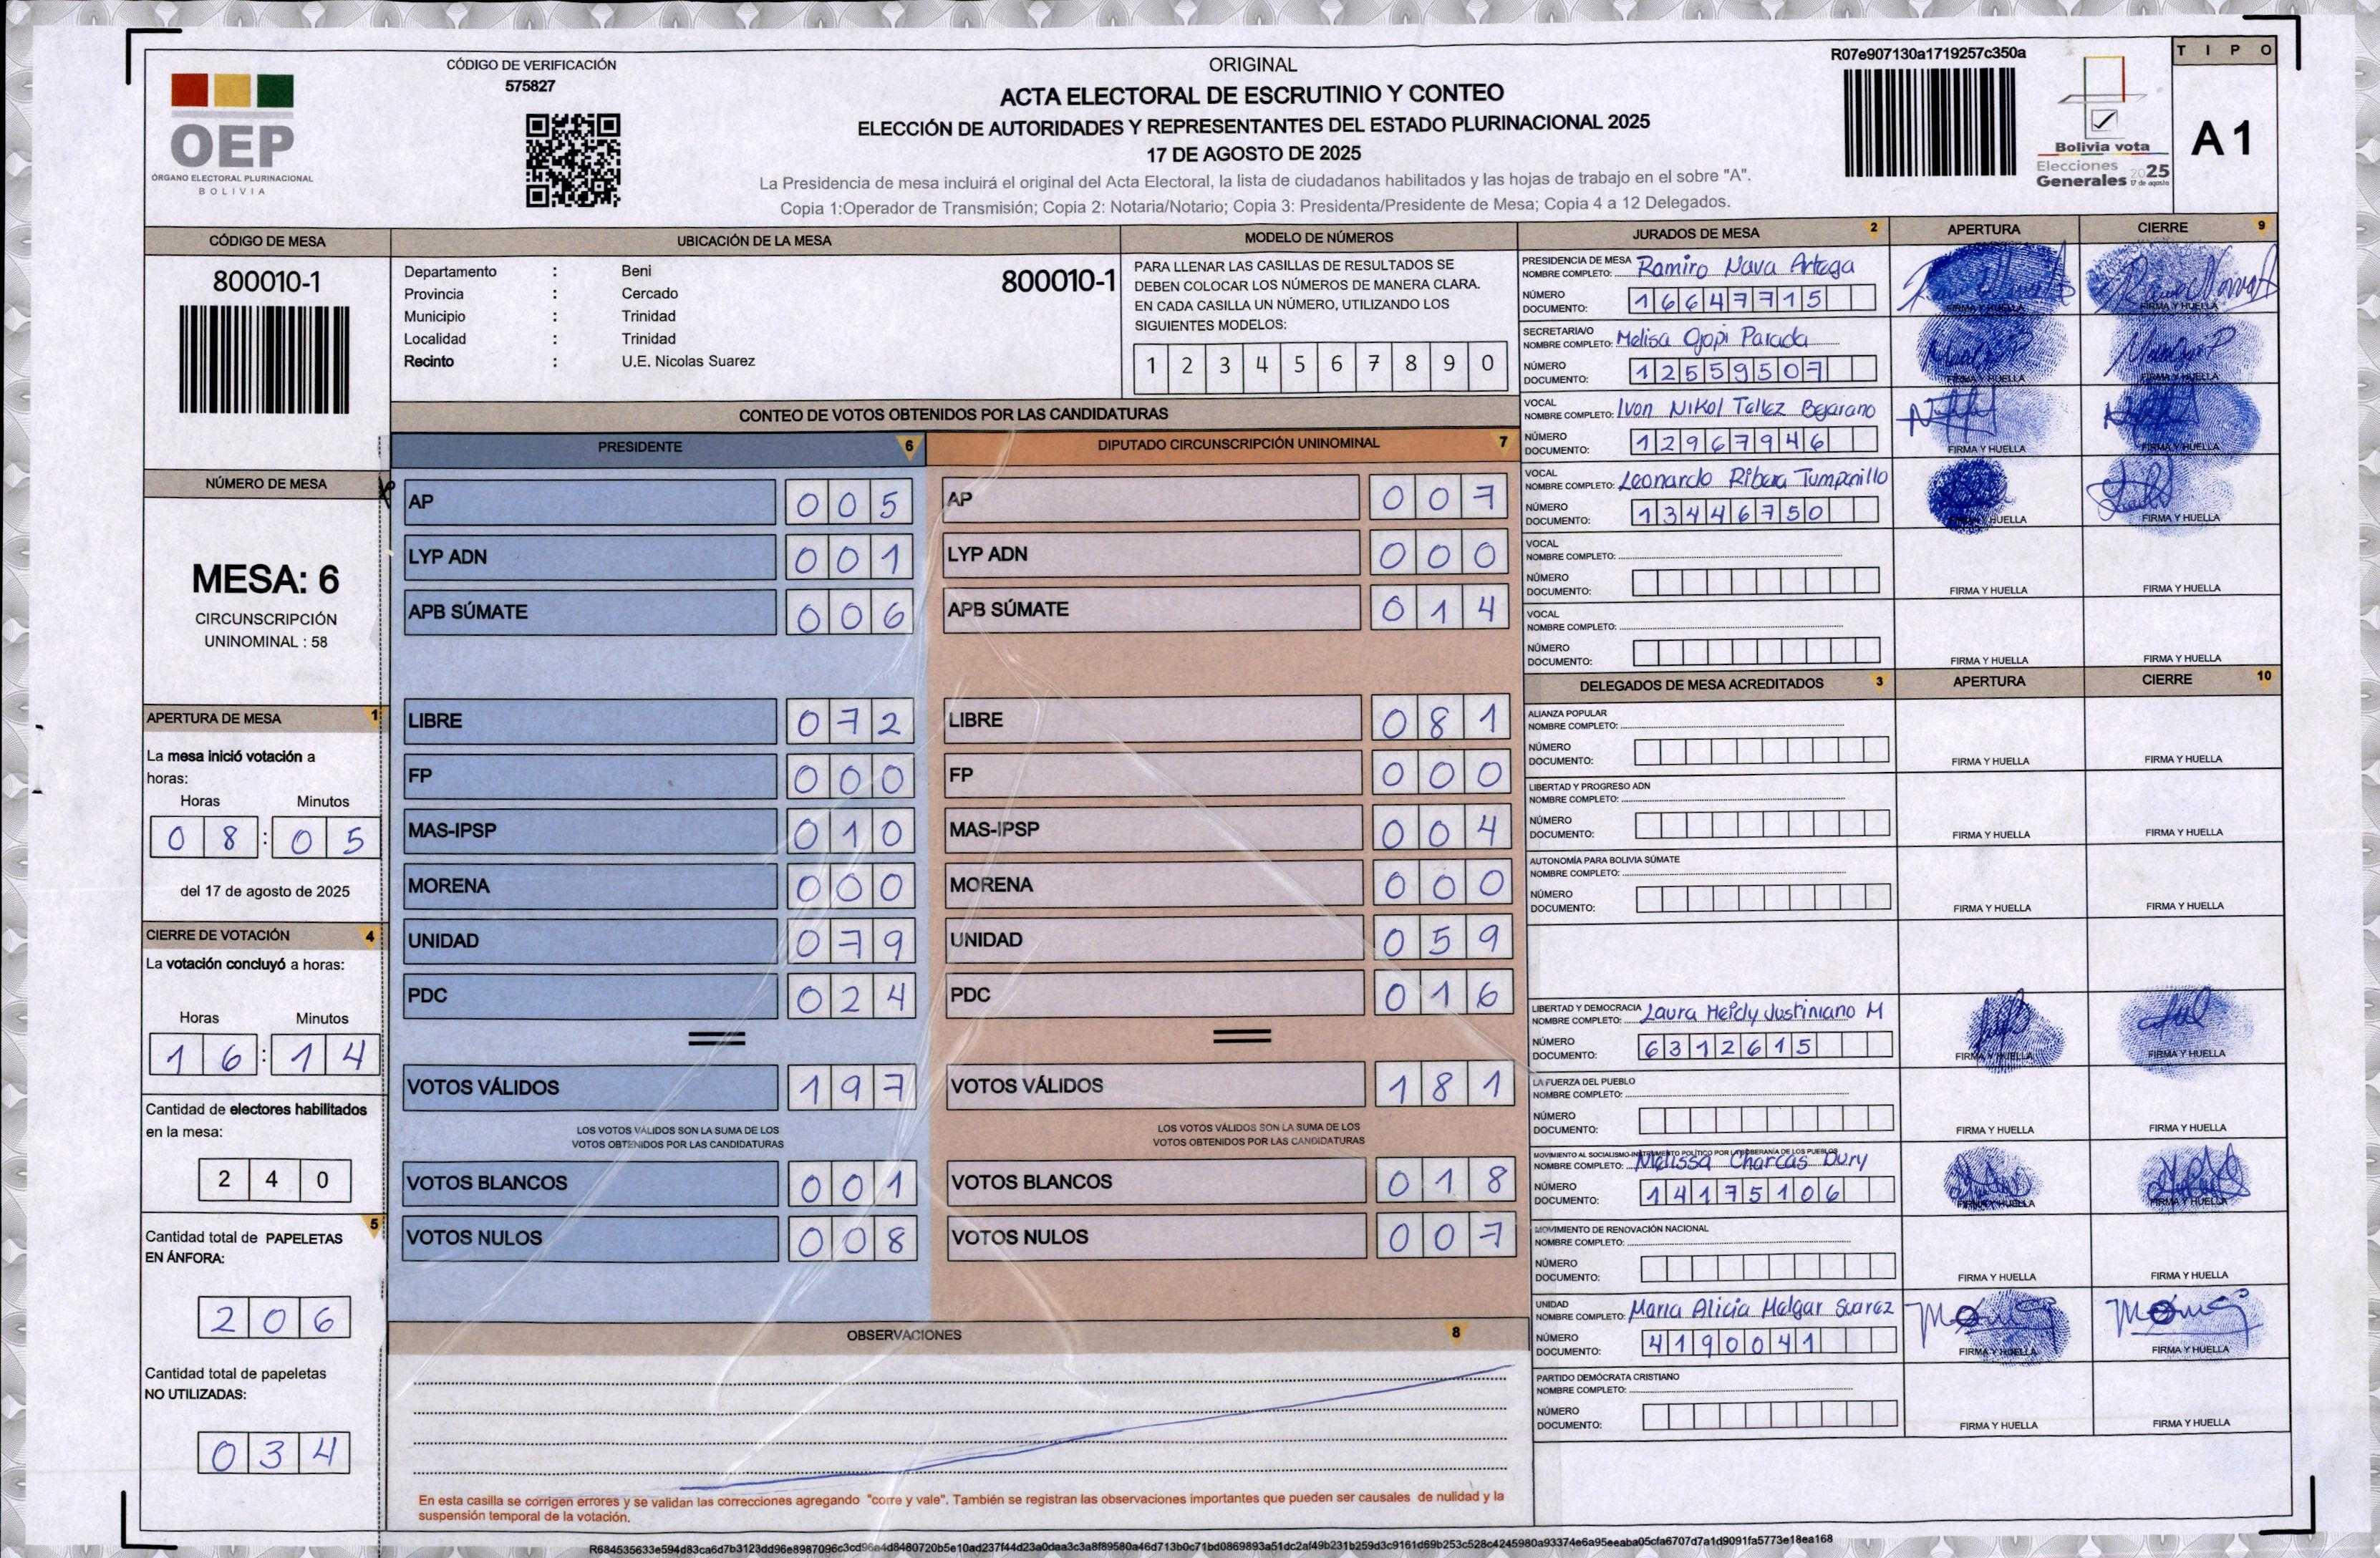 ORIGINAL
ACTA ELECTORAL DE ESCRUTINIO Y CONTEO
ELECCIÓN DE AUTORIDADES Y REPRESENTANTES DEL ESTADO PLURINACIONAL 2025
17 DE AGOSTO DE 2025
La Presidencia de mesa incluirá el original del Acta Electoral, la lista de ciudadanos habilitados y las hojas de trabajo en el sobre "A".
Copia 1:Operador de Transmisión; Copia 2: Notaria/Notario; Copia 3: Presidenta/Presidente de Mesa; Copia 4 a 12 Delegados.
OEP
ÓRGANO ELECTORAL PLURINACIONAL
BOLIVIA
CÓDIGO DE VERIFICACIÓN
575827
R07e907130a1719257c350a
Bolivia vota
Elecciones
Generales 2025
17 de agosto
TIPO
A1
CÓDIGO DE MESA
800010-1
NÚMERO DE MESA
MESA: 6
CIRCUNSCRIPCIÓN
UNINOMINAL : 58
APERTURA DE MESA 1
La mesa inició votación a
horas:
Horas Minutos
08:05
del 17 de agosto de 2025
CIERRE DE VOTACIÓN 4
La votación concluyó a horas:
Horas Minutos
16:14
Cantidad de electores habilitados
en la mesa:
240
5
Cantidad total de PAPELETAS
EN ÁNFORA:
206
Cantidad total de papeletas
NO UTILIZADAS:
034
UBICACIÓN DE LA MESA
Departamento : Beni
Provincia : Cercado
Municipio : Trinidad
Localidad : Trinidad
Recinto : U.E. Nicolas Suarez
800010-1
MODELO DE NÚMEROS
PARA LLENAR LAS CASILLAS DE RESULTADOS SE
DEBEN COLOCAR LOS NÚMEROS DE MANERA CLARA.
EN CADA CASILLA UN NÚMERO, UTILIZANDO LOS
SIGUIENTES MODELOS:
1 2 3 4 5 6 7 8 9 0
CONTEO DE VOTOS OBTENIDOS POR LAS CANDIDATURAS
PRESIDENTE 6
AP 005
LYP ADN 001
APB SÚMATE 006
LIBRE 072
FP 000
MAS-IPSP 010
MORENA 000
UNIDAD 079
PDC 024
VOTOS VÁLIDOS 197
LOS VOTOS VÁLIDOS SON LA SUMA DE LOS
VOTOS OBTENIDOS POR LAS CANDIDATURAS
VOTOS BLANCOS 001
VOTOS NULOS 008
DIPUTADO CIRCUNSCRIPCIÓN UNINOMINAL 7
AP 007
LYP ADN 000
APB SÚMATE 014
LIBRE 081
FP 000
MAS-IPSP 004
MORENA 000
UNIDAD 059
PDC 016
VOTOS VÁLIDOS 181
LOS VOTOS VÁLIDOS SON LA SUMA DE LOS
VOTOS OBTENIDOS POR LAS CANDIDATURAS
VOTOS BLANCOS 018
VOTOS NULOS 007
OBSERVACIONES 8
En esta casilla se corrigen errores y se validan las correcciones agregando "corre y vale". También se registran las observaciones importantes que pueden ser causales de nulidad y la
suspensión temporal de la votación.
JURADOS DE MESA 2 APERTURA CIERRE 9
PRESIDENCIA DE MESA
NOMBRE COMPLETO: Ramiro Nava Arteaga
NÚMERO
DOCUMENTO: 16647715
FIRMA Y HUELLA FIRMA Y HUELLA
SECRETARIA/O
NOMBRE COMPLETO: Melisa Ojopi Parada
NÚMERO
DOCUMENTO: 12559507
FIRMA Y HUELLA FIRMA Y HUELLA
VOCAL
NOMBRE COMPLETO: Ivon Nikol Tellez Bejarano
NÚMERO
DOCUMENTO: 12967946
FIRMA Y HUELLA FIRMA Y HUELLA
VOCAL
NOMBRE COMPLETO: Leonardo Ribera
NÚMERO
DOCUMENTO: 13446750
FIRMA Y HUELLA FIRMA Y HUELLA
VOCAL
NOMBRE COMPLETO:
NÚMERO
DOCUMENTO:
FIRMA Y HUELLA FIRMA Y HUELLA
VOCAL
NOMBRE COMPLETO:
NÚMERO
DOCUMENTO:
FIRMA Y HUELLA FIRMA Y HUELLA
DELEGADOS DE MESA ACREDITADOS 3 APERTURA CIERRE 10
ALIANZA POPULAR
NOMBRE COMPLETO:
NÚMERO
DOCUMENTO:
FIRMA Y HUELLA FIRMA Y HUELLA
LIBERTAD Y PROGRESO ADN
NOMBRE COMPLETO:
NÚMERO
DOCUMENTO:
FIRMA Y HUELLA FIRMA Y HUELLA
AUTONOMÍA PARA BOLIVIA SÚMATE
NOMBRE COMPLETO:
NÚMERO
DOCUMENTO:
FIRMA Y HUELLA FIRMA Y HUELLA
LIBERTAD Y DEMOCRACIA
NOMBRE COMPLETO: Laura Heidy Justiniano M
NÚMERO
DOCUMENTO: 6312615
FIRMA Y HUELLA FIRMA Y HUELLA
LA FUERZA DEL PUEBLO
NOMBRE COMPLETO:
NÚMERO
DOCUMENTO:
FIRMA Y HUELLA FIRMA Y HUELLA
MOVIMIENTO AL SOCIALISMO-INSTRUMENTO POLÍTICO POR LA SOBERANÍA DE LOS PUEBLOS
NOMBRE COMPLETO: Melissa Charcas Dury
NÚMERO
DOCUMENTO: 14175106
FIRMA Y HUELLA FIRMA Y HUELLA
MOVIMIENTO DE RENOVACIÓN NACIONAL
NOMBRE COMPLETO:
NÚMERO
DOCUMENTO:
FIRMA Y HUELLA FIRMA Y HUELLA
UNIDAD
NOMBRE COMPLETO: Maria Alicia Melgar Suarez
NÚMERO
DOCUMENTO: 4190041
FIRMA Y HUELLA FIRMA Y HUELLA
PARTIDO DEMÓCRATA CRISTIANO
NOMBRE COMPLETO:
NÚMERO
DOCUMENTO:
FIRMA Y HUELLA FIRMA Y HUELLA